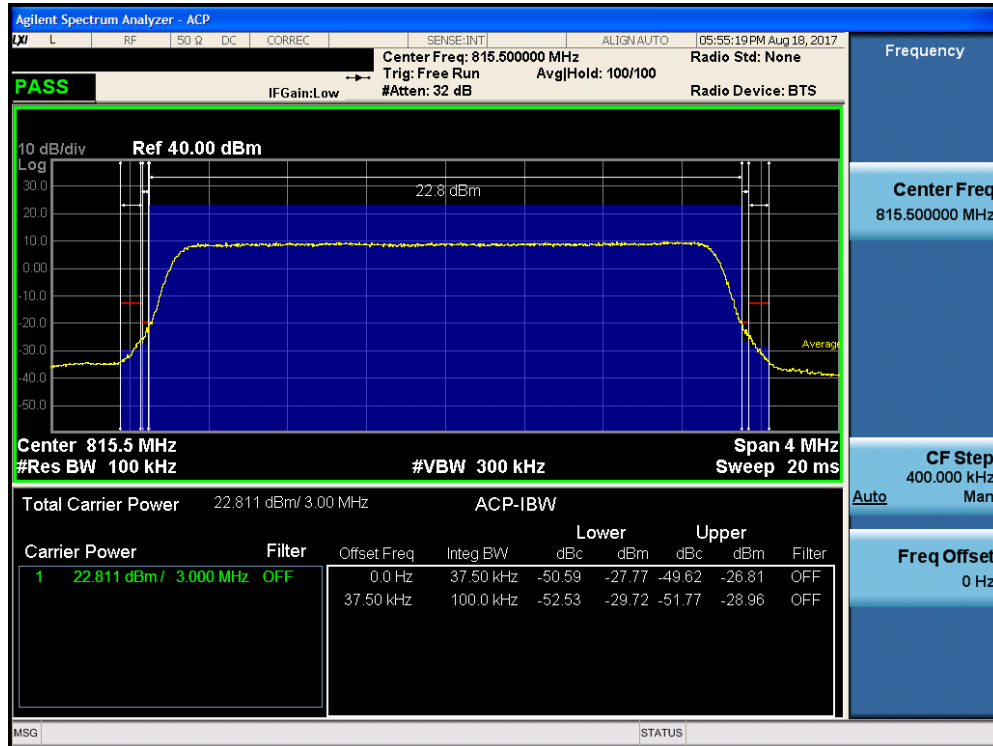 Agilent Spectrum Analyzer - ACP
LXI L RF 50 Ω DC CORREC SENSE:INT ALIGN AUTO 05:55:19 PM Aug 18, 2017
Center Freq: 815.500000 MHz Radio Std: None
Trig: Free Run Avg|Hold: 100/100
PASS IFGain:Low #Atten: 32 dB Radio Device: BTS
10 dB/div Ref 40.00 dBm
Log
30.0
22.8 dBm
20.0
10.0
0.00
-10.0
-20.0
-30.0
Average
-40.0
-50.0
Center 815.5 MHz Span 4 MHz
#Res BW 100 kHz #VBW 300 kHz Sweep 20 ms
Total Carrier Power 22.811 dBm/ 3.00 MHz ACP-IBW
Lower Upper
Carrier Power Filter Offset Freq Integ BW dBc dBm dBc dBm Filter
1 22.811 dBm / 3.000 MHz OFF 0.0 Hz 37.50 kHz -50.59 -27.77 -49.62 -26.81 OFF
37.50 kHz 100.0 kHz -52.53 -29.72 -51.77 -28.96 OFF
MSG STATUS
Frequency
Center Freq
815.500000 MHz
CF Step
400.000 kHz
Auto Man
Freq Offset
0 Hz